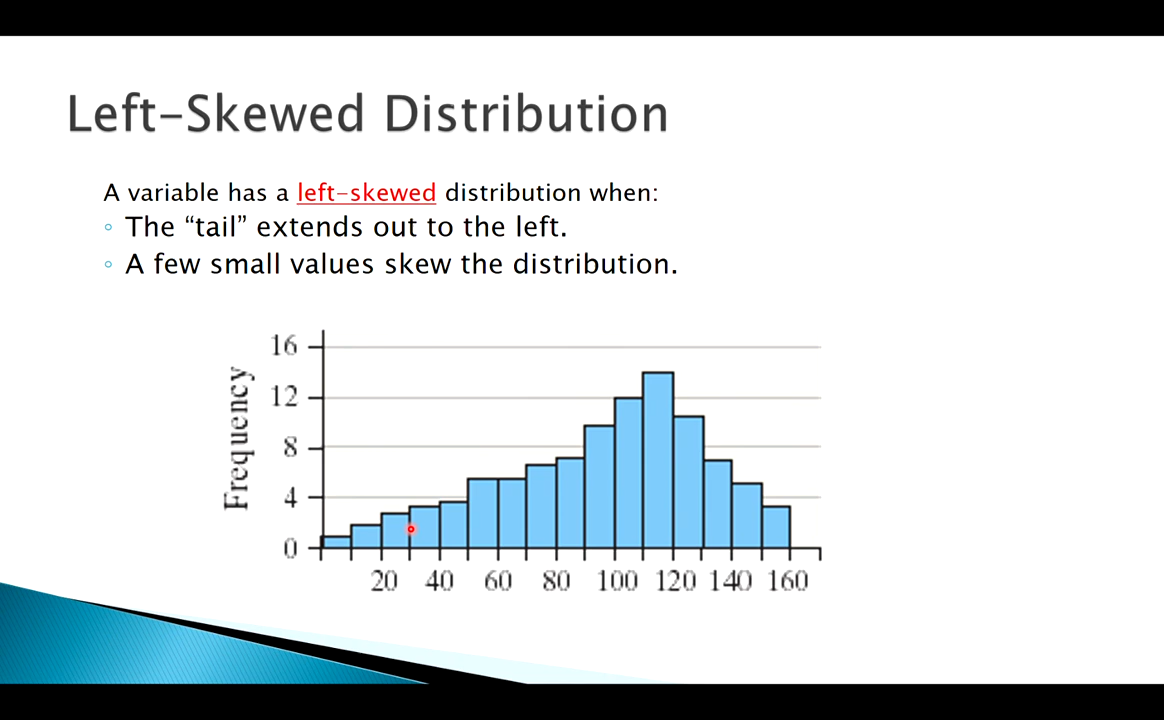 Left-Skewed Distribution
A variable has a left-skewed distribution when:
◦ The “tail” extends out to the left.
◦ A few small values skew the distribution.
Frequency
16
12
8
4
0
20 40 60 80 100 120 140 160